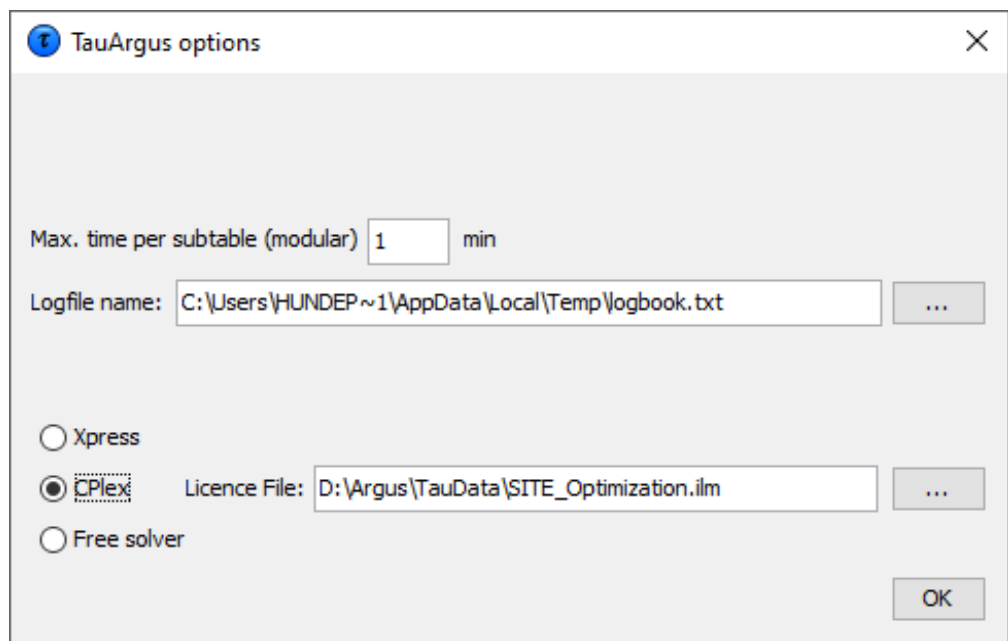 τ TauArgus options
Max. time per subtable (modular) 1 min
Logfile name: C:\Users\HUNDEP~1\AppData\Local\Temp\logbook.txt ...
Xpress
CPlex Licence File: D:\Argus\TauData\SITE_Optimization.ilm ...
Free solver
OK